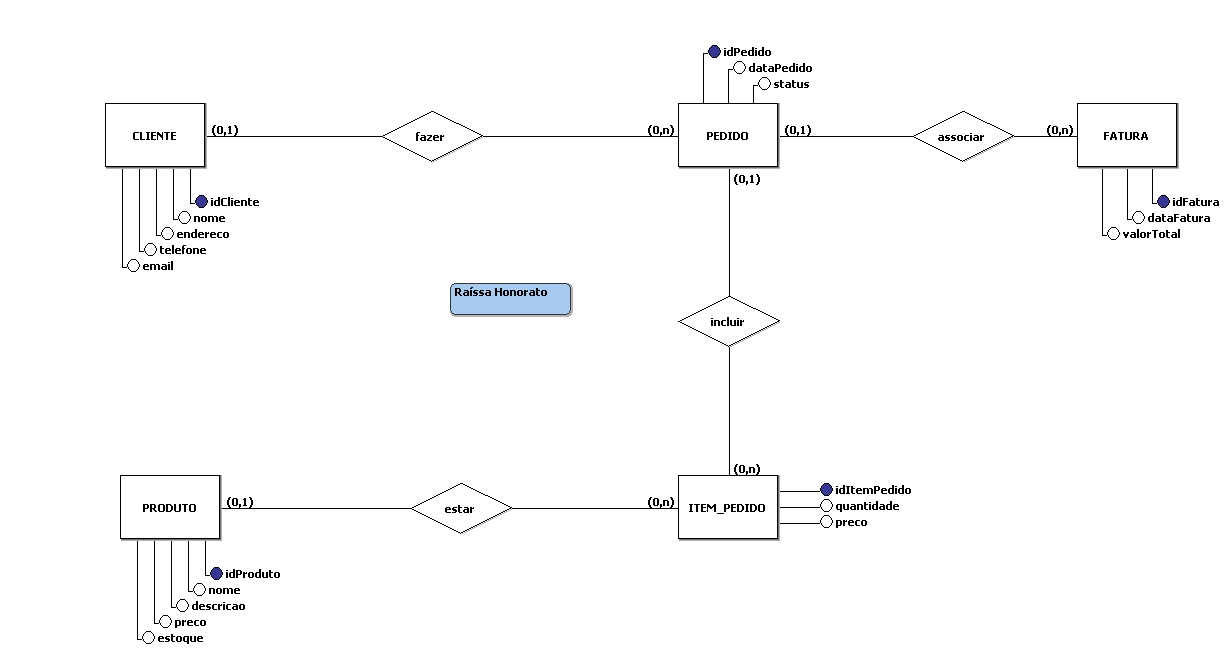 idPedido
dataPedido
status
CLIENTE
(0,1)
fazer
(0,n)
PEDIDO
(0,1)
associar
(0,n)
FATURA
(0,1)
idCliente
nome
endereco
telefone
email
idFatura
dataFatura
valorTotal
Raíssa Honorato
incluir
(0,n)
PRODUTO
(0,1)
estar
(0,n)
ITEM_PEDIDO
idItemPedido
quantidade
preco
idProduto
nome
descricao
preco
estoque